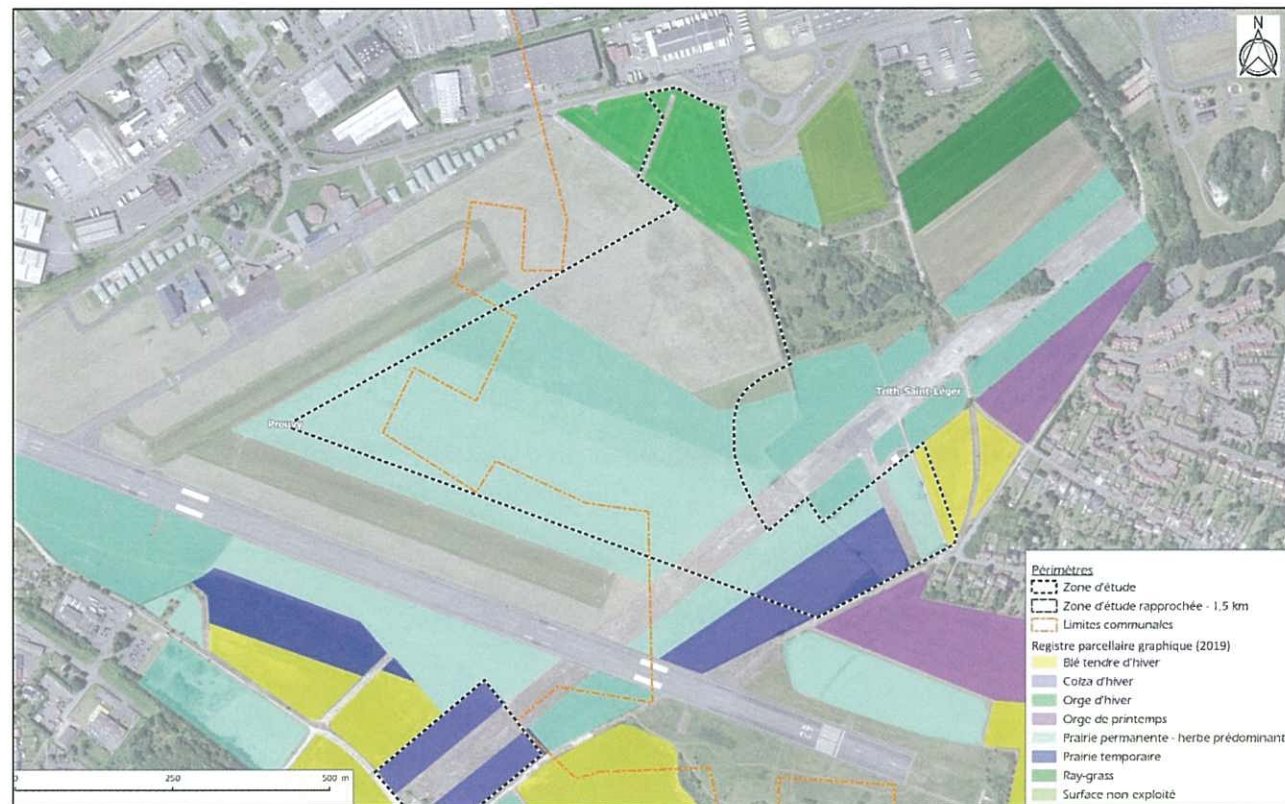 N
Trith-Saint-Léger
Prouvy
0 250 500 m
Périmètres
Zone d'étude
Zone d'étude rapprochée - 1,5 km
Limites communales
Registre parcellaire graphique (2019)
Blé tendre d'hiver
Colza d'hiver
Orge d'hiver
Orge de printemps
Prairie permanente - herbe prédominant
Prairie temporaire
Ray-grass
Surface non exploité